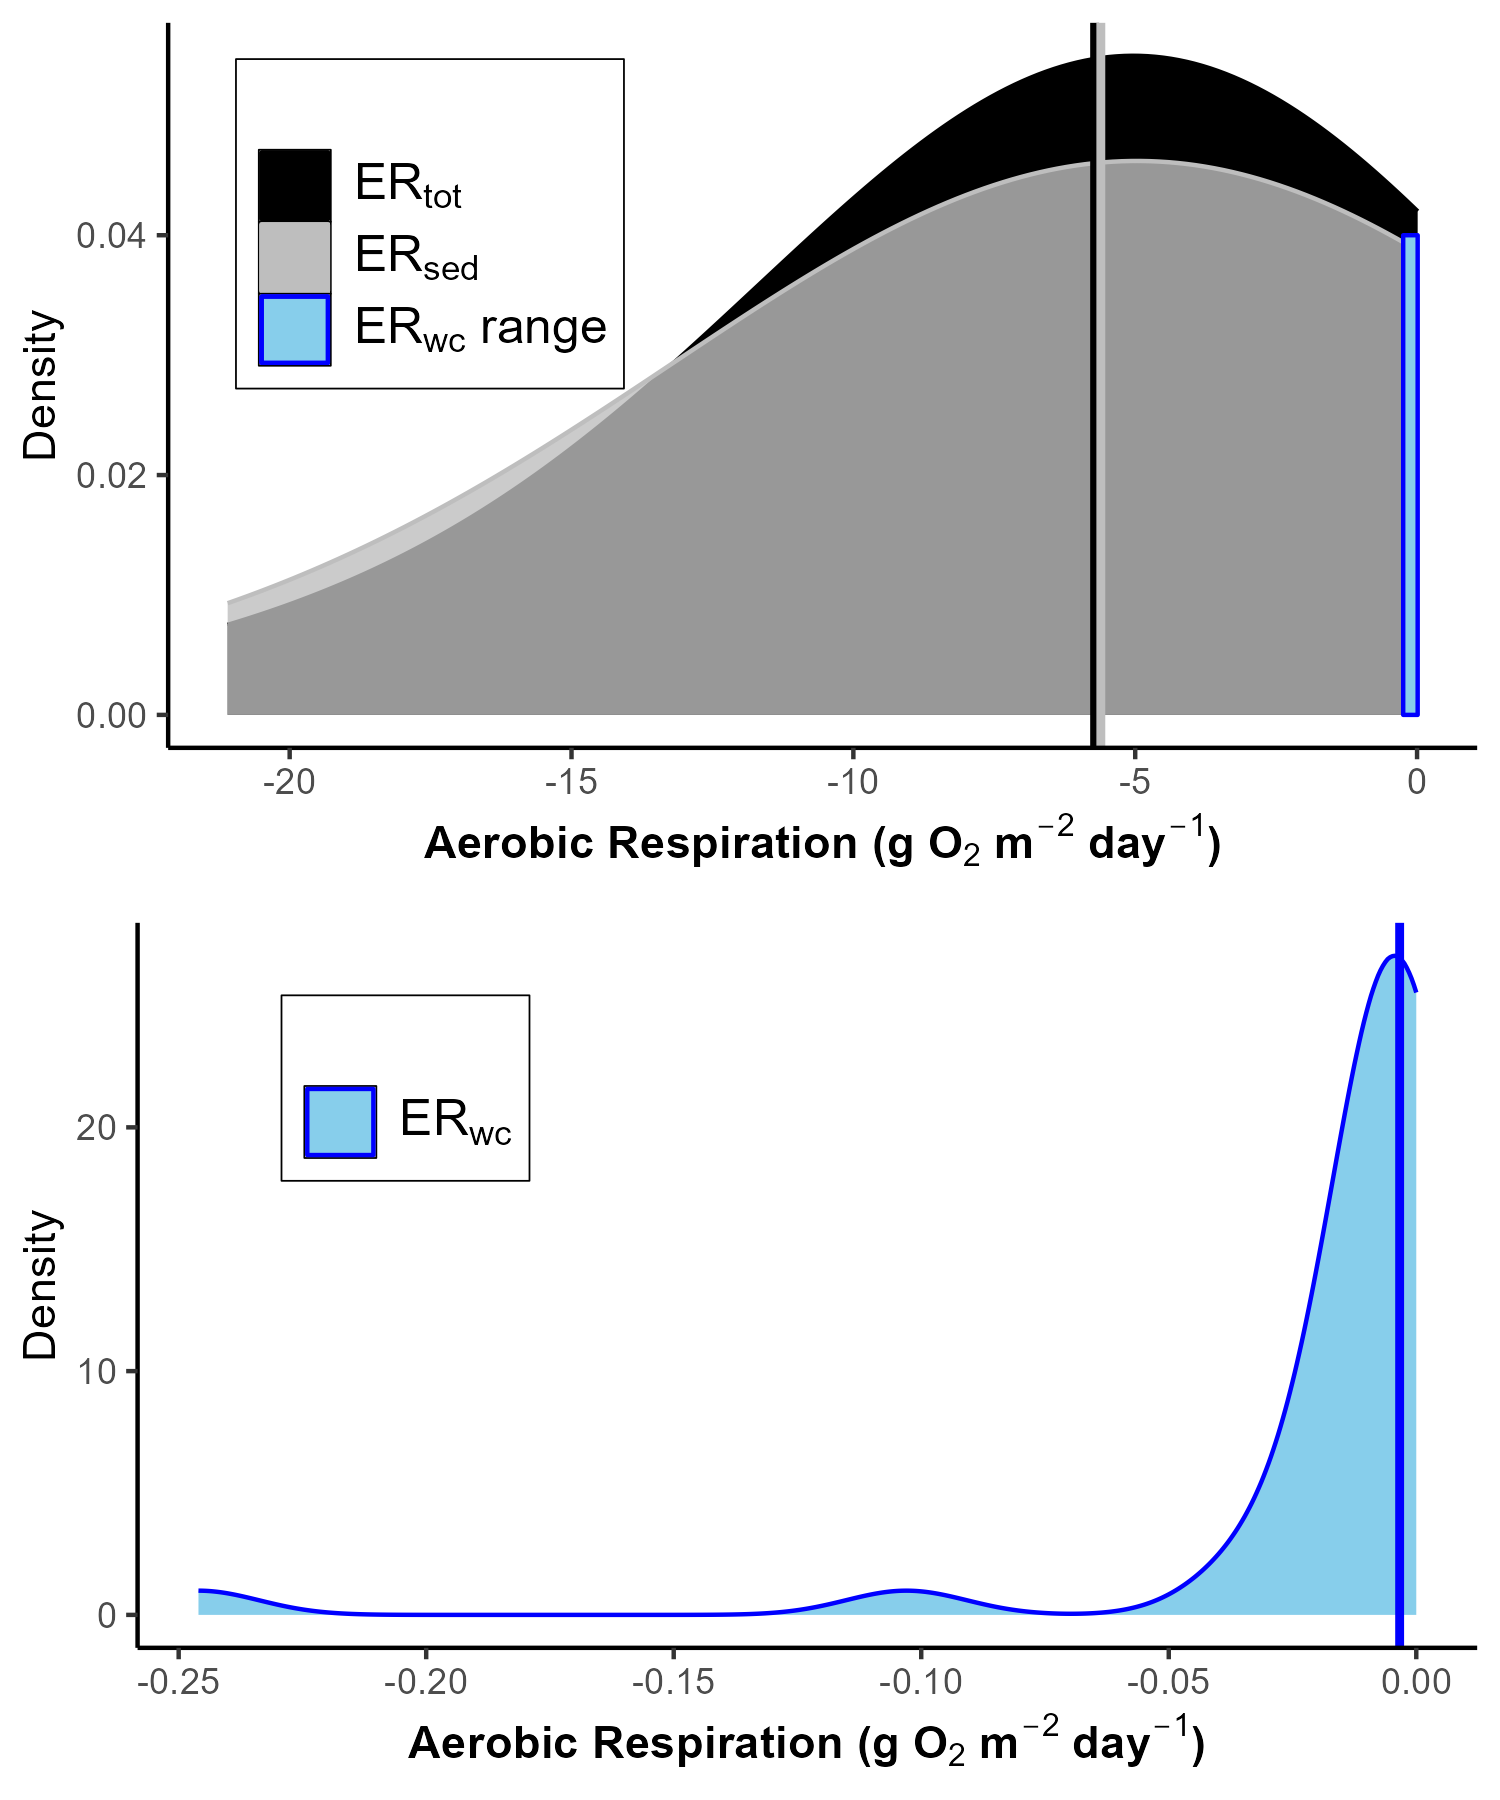 ERtot
ERsed
ERwc range
Density
0.04
0.02
0.00
-20 -15 -10 -5 0
Aerobic Respiration (g O₂ m⁻² day⁻¹)
ERwc
Density
20
10
0
-0.25 -0.20 -0.15 -0.10 -0.05 0.00
Aerobic Respiration (g O₂ m⁻² day⁻¹)